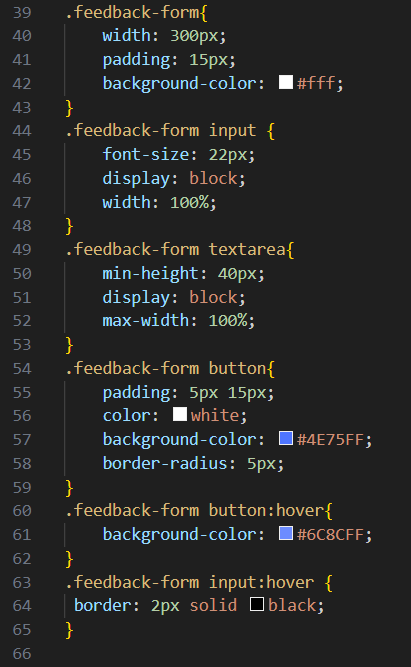 39 .feedback-form{
40     width: 300px;
41     padding: 15px;
42     background-color: #fff;
43 }
44 .feedback-form input {
45     font-size: 22px;
46     display: block;
47     width: 100%;
48 }
49 .feedback-form textarea{
50     min-height: 40px;
51     display: block;
52     max-width: 100%;
53 }
54 .feedback-form button{
55     padding: 5px 15px;
56     color: white;
57     background-color: #4E75FF;
58     border-radius: 5px;
59 }
60 .feedback-form button:hover{
61     background-color: #6C8CFF;
62 }
63 .feedback-form input:hover {
64  border: 2px solid black;
65 }
66